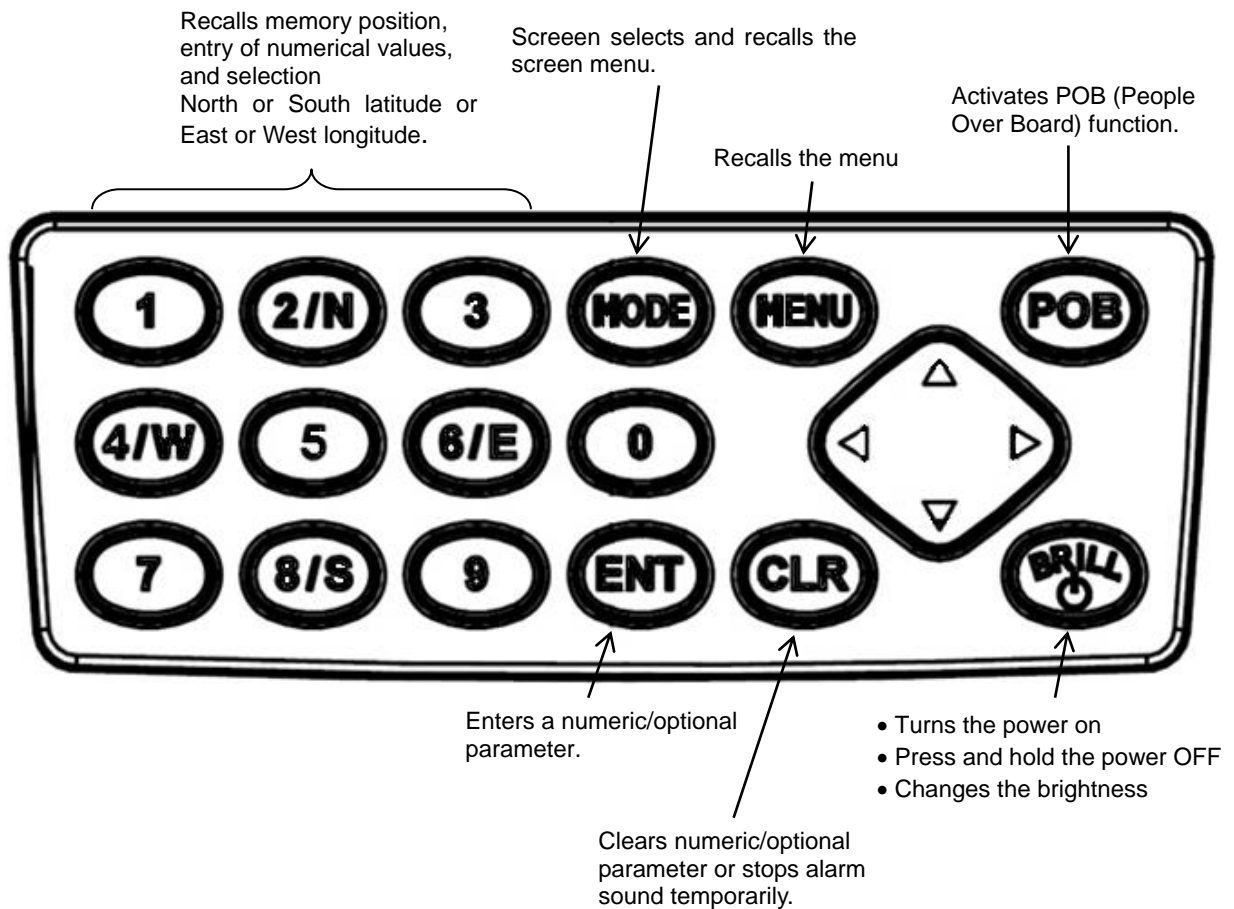 Recalls memory position,
entry of numerical values,
and selection
North or South latitude or
East or West longitude.
Screeen selects and recalls the
screen menu.
Recalls the menu
Activates POB (People
Over Board) function.
1 2/N 3 MODE MENU POB
4/W 5 6/E 0
7 8/S 9 ENT CLR BRILL
Enters a numeric/optional
parameter.
Clears numeric/optional
parameter or stops alarm
sound temporarily.
• Turns the power on
• Press and hold the power OFF
• Changes the brightness